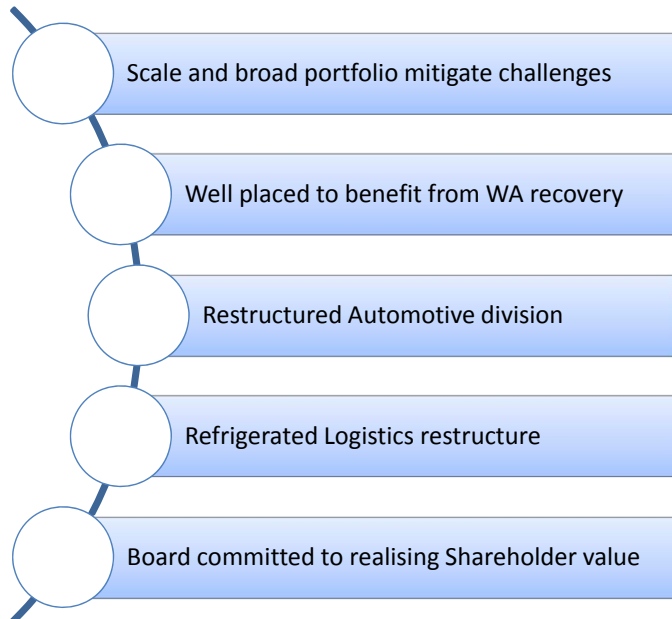 Scale and broad portfolio mitigate challenges
Well placed to benefit from WA recovery
Restructured Automotive division
Refrigerated Logistics restructure
Board committed to realising Shareholder value